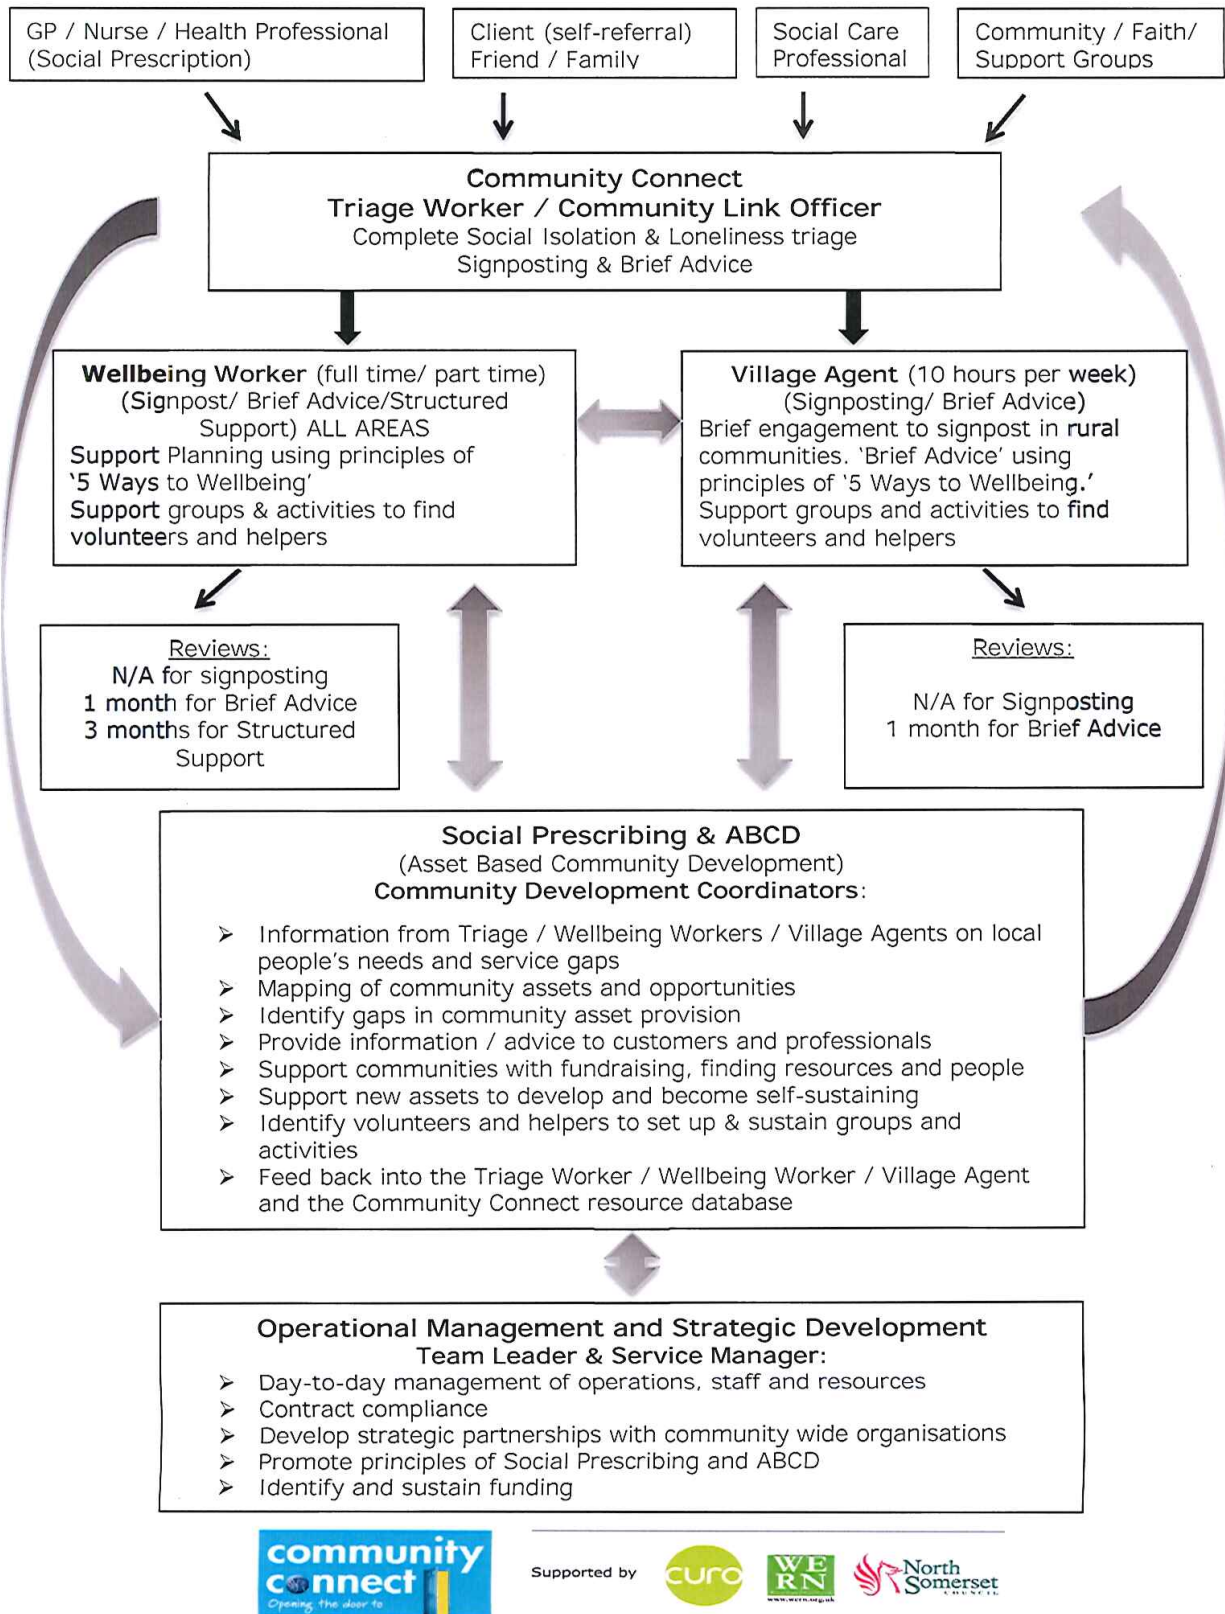 GP / Nurse / Health Professional
(Social Prescription)
Client (self-referral)
Friend / Family
Social Care
Professional
Community / Faith/
Support Groups
Community Connect
Triage Worker / Community Link Officer
Complete Social Isolation & Loneliness triage
Signposting & Brief Advice
Wellbeing Worker (full time/ part time)
(Signpost/ Brief Advice/Structured
Support) ALL AREAS
Support Planning using principles of
‘5 Ways to Wellbeing’
Support groups & activities to find
volunteers and helpers
Village Agent (10 hours per week)
(Signposting/ Brief Advice)
Brief engagement to signpost in rural
communities. ‘Brief Advice’ using
principles of ‘5 Ways to Wellbeing.’
Support groups and activities to find
volunteers and helpers
Reviews:
N/A for signposting
1 month for Brief Advice
3 months for Structured
Support
Reviews:
N/A for Signposting
1 month for Brief Advice
Social Prescribing & ABCD
(Asset Based Community Development)
Community Development Coordinators:
➤ Information from Triage / Wellbeing Workers / Village Agents on local
people’s needs and service gaps
➤ Mapping of community assets and opportunities
➤ Identify gaps in community asset provision
➤ Provide information / advice to customers and professionals
➤ Support communities with fundraising, finding resources and people
➤ Support new assets to develop and become self-sustaining
➤ Identify volunteers and helpers to set up & sustain groups and
activities
➤ Feed back into the Triage Worker / Wellbeing Worker / Village Agent
and the Community Connect resource database
Operational Management and Strategic Development
Team Leader & Service Manager:
➤ Day-to-day management of operations, staff and resources
➤ Contract compliance
➤ Develop strategic partnerships with community wide organisations
➤ Promote principles of Social Prescribing and ABCD
➤ Identify and sustain funding
community
connect
Opening the door to
Supported by
curo
WE
RN
www.wern.org.uk
North
Somerset
COUNCIL